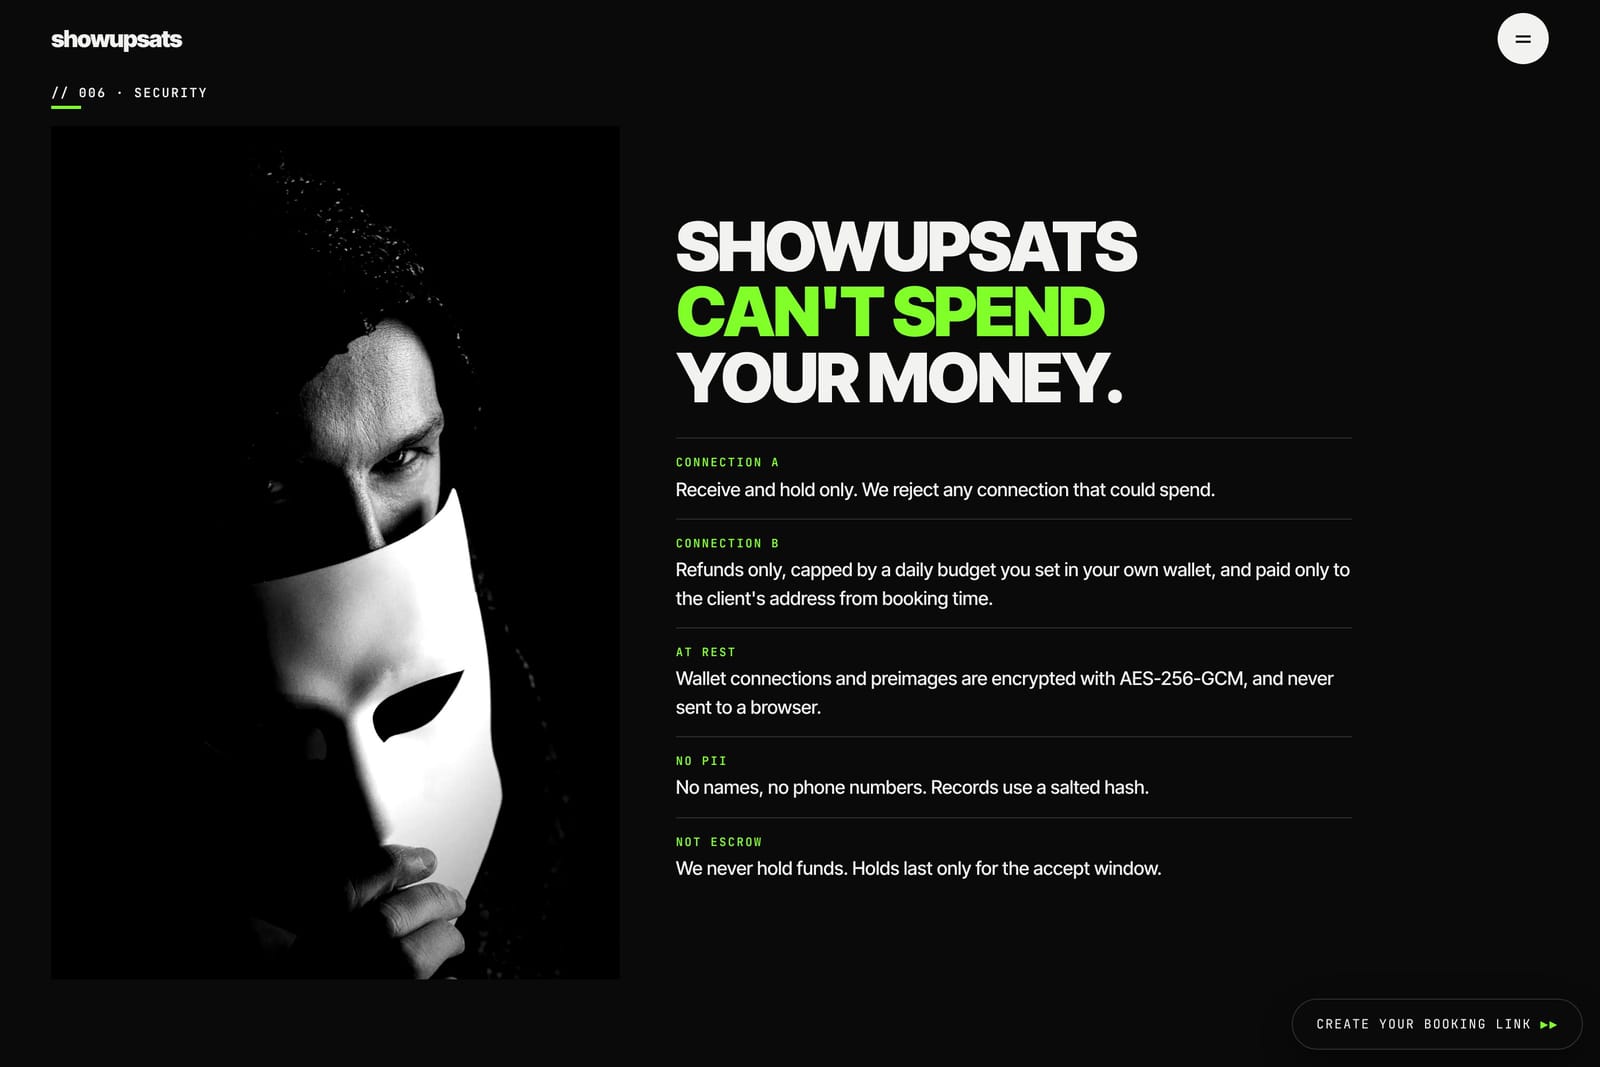 showupsats
// 006 · SECURITY
SHOWUPSATS
CAN'T SPEND
YOUR MONEY.
CONNECTION A
Receive and hold only. We reject any connection that could spend.
CONNECTION B
Refunds only, capped by a daily budget you set in your own wallet, and paid only to
the client's address from booking time.
AT REST
Wallet connections and preimages are encrypted with AES-256-GCM, and never
sent to a browser.
NO PII
No names, no phone numbers. Records use a salted hash.
NOT ESCROW
We never hold funds. Holds last only for the accept window.
CREATE YOUR BOOKING LINK